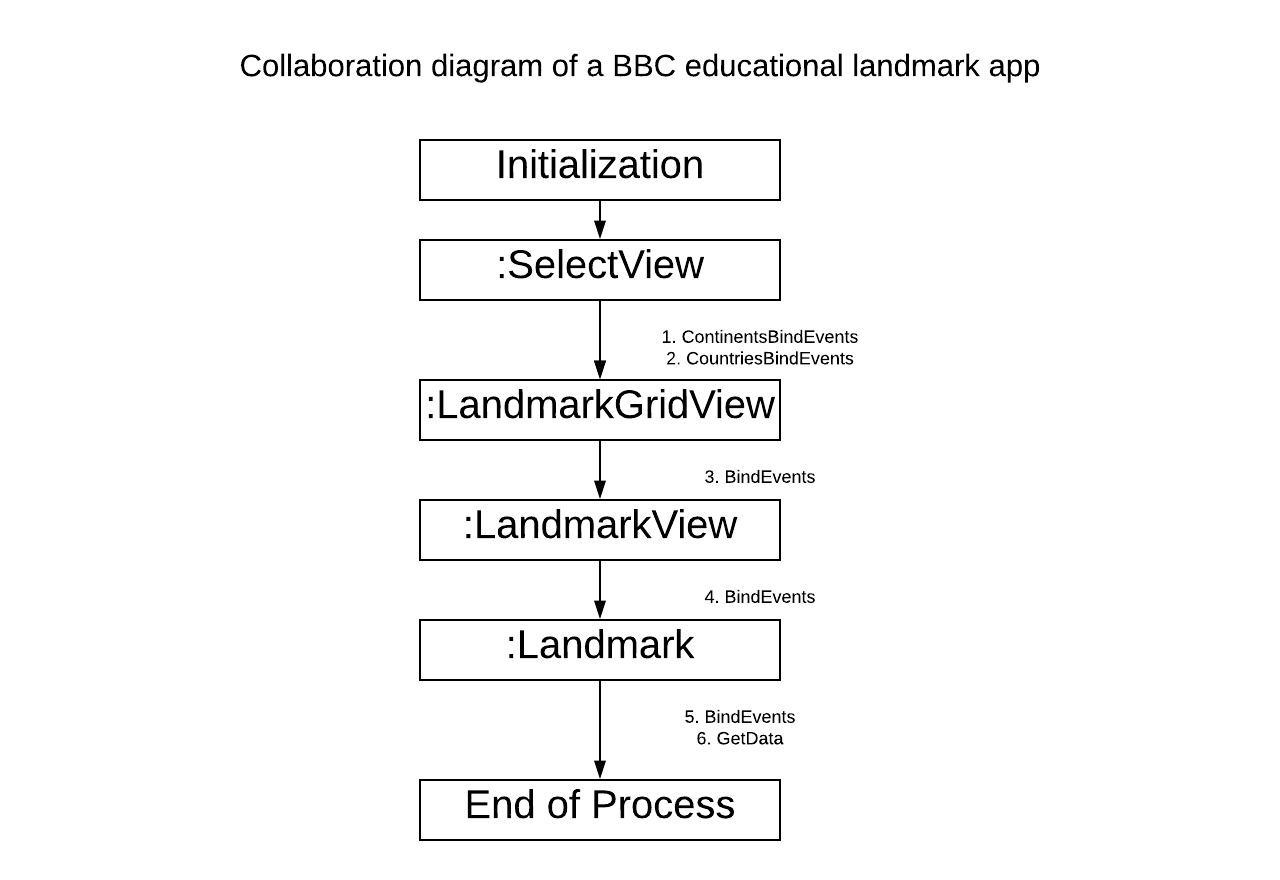 Collaboration diagram of a BBC educational landmark app
Initialization
:SelectView
1. ContinentsBindEvents
2. CountriesBindEvents
:LandmarkGridView
3. BindEvents
:LandmarkView
4. BindEvents
:Landmark
5. BindEvents
6. GetData
End of Process